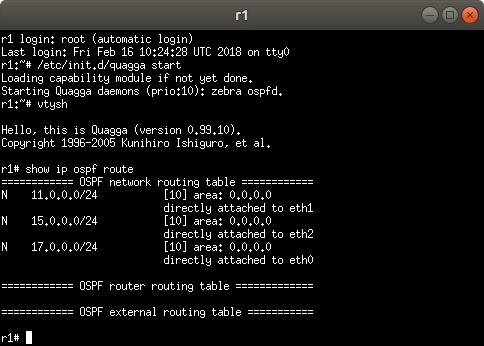 r1
r1 login: root (automatic login)
Last login: Fri Feb 16 10:24:28 UTC 2018 on tty0
r1:~# /etc/init.d/quagga start
Loading capability module if not yet done.
Starting Quagga daemons (prio:10): zebra ospfd.
r1:~# vtysh
Hello, this is Quagga (version 0.99.10).
Copyright 1996-2005 Kunihiro Ishiguro, et al.
r1# show ip ospf route
============ OSPF network routing table ============
N    11.0.0.0/24           [10] area: 0.0.0.0
                           directly attached to eth1
N    15.0.0.0/24           [10] area: 0.0.0.0
                           directly attached to eth2
N    17.0.0.0/24           [10] area: 0.0.0.0
                           directly attached to eth0
============ OSPF router routing table =============
============ OSPF external routing table ===========
r1#